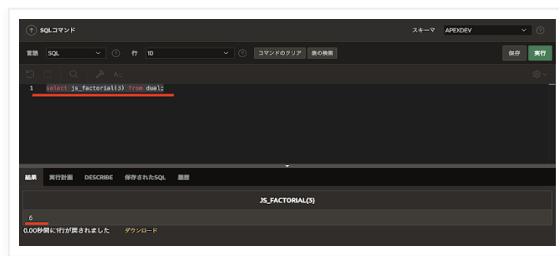 SQLコマンド スキーマ APEXDEV
言語 SQL 行 10 コマンドのクリア 表の検索 保存 実行
1 select js_factorial(3) from dual;
結果 実行計画 DESCRIBE 保存されたSQL 履歴
JS_FACTORIAL(3)
6
0.00秒間に1行が戻されました ダウンロード